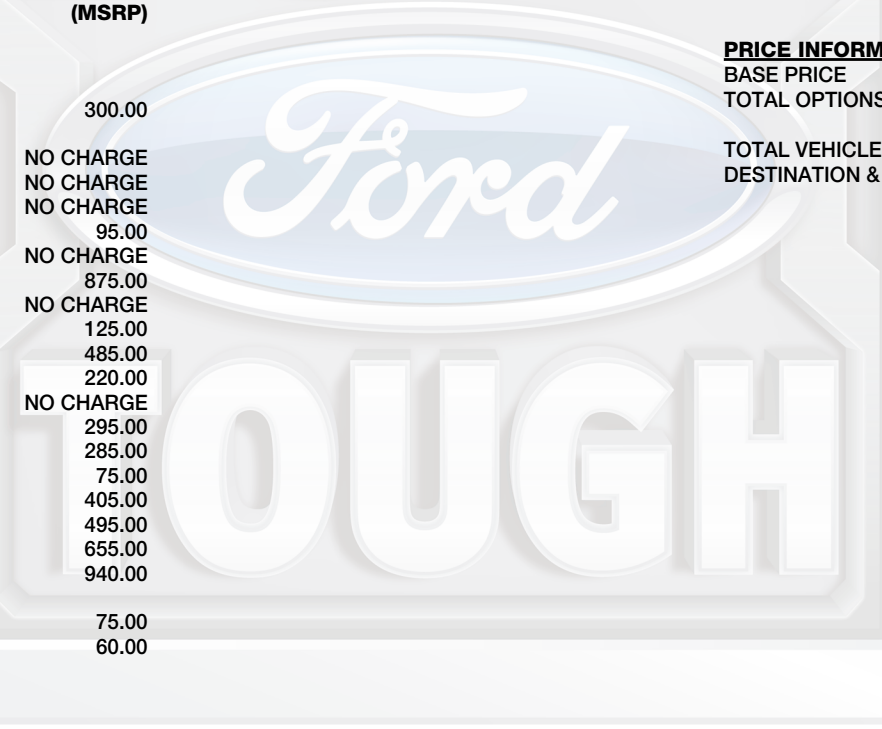 (MSRP)
300.00
NO CHARGE
NO CHARGE
NO CHARGE
95.00
NO CHARGE
875.00
NO CHARGE
125.00
485.00
220.00
NO CHARGE
295.00
285.00
75.00
405.00
495.00
655.00
940.00
75.00
60.00
PRICE INFORM
BASE PRICE
TOTAL OPTIONS
TOTAL VEHICLE
DESTINATION &
Ford
TOUGH